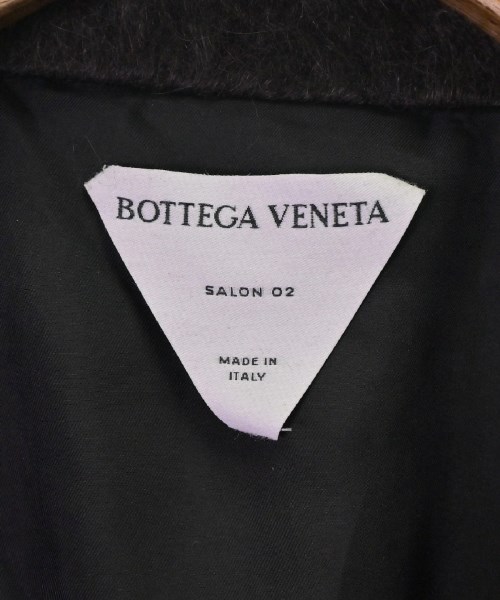 BOTTEGA VENETA
SALON 02
MADE IN
ITALY